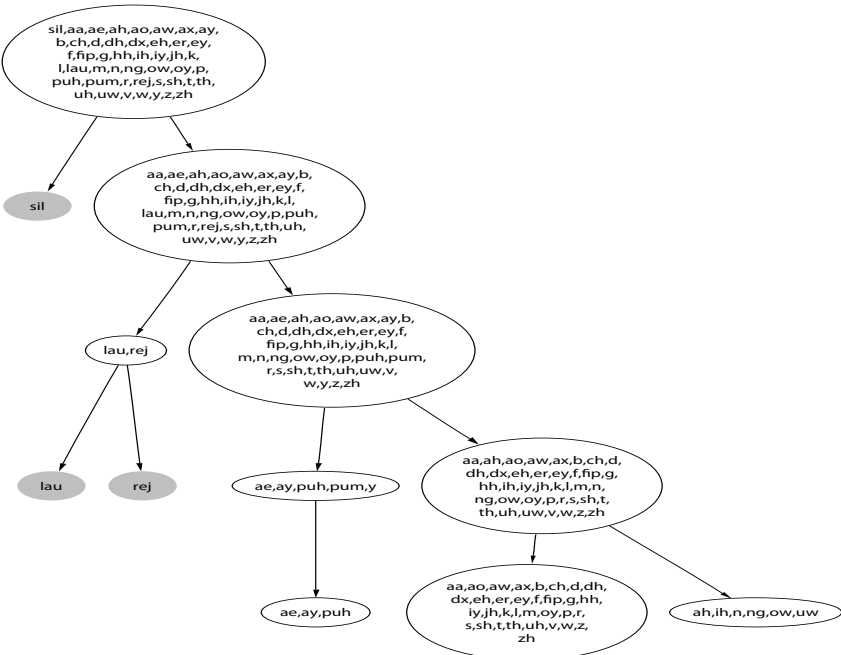 sil,aa,ae,ah,ao,aw,ax,ay,
b,ch,d,dh,dx,eh,er,ey,
f,fip,g,hh,ih,iy,jh,k,
l,lau,m,n,ng,ow,oy,p,
puh,pum,r,rej,s,sh,t,th,
uh,uw,v,w,y,z,zh
sil
aa,ae,ah,ao,aw,ax,ay,b,
ch,d,dh,dx,eh,er,ey,f,
fip,g,hh,ih,iy,jh,k,l,
lau,m,n,ng,ow,oy,p,puh,
pum,r,rej,s,sh,t,th,uh,
uw,v,w,y,z,zh
lau,rej
aa,ae,ah,ao,aw,ax,ay,b,
ch,d,dh,dx,eh,er,ey,f,
fip,g,hh,ih,iy,jh,k,l,
m,n,ng,ow,oy,p,puh,pum,
r,s,sh,t,th,uh,uw,v,
w,y,z,zh
lau
rej
ae,ay,puh,pum,y
aa,ah,ao,aw,ax,b,ch,d,
dh,dx,eh,er,ey,f,fip,g,
hh,ih,iy,jh,k,l,m,n,
ng,ow,oy,p,r,s,sh,t,
th,uh,uw,v,w,z,zh
ae,ay,puh
aa,ao,aw,ax,b,ch,d,dh,
dx,eh,er,ey,f,fip,g,hh,
iy,jh,k,l,m,oy,p,r,
s,sh,t,th,uh,v,w,z,
zh
ah,ih,n,ng,ow,uw